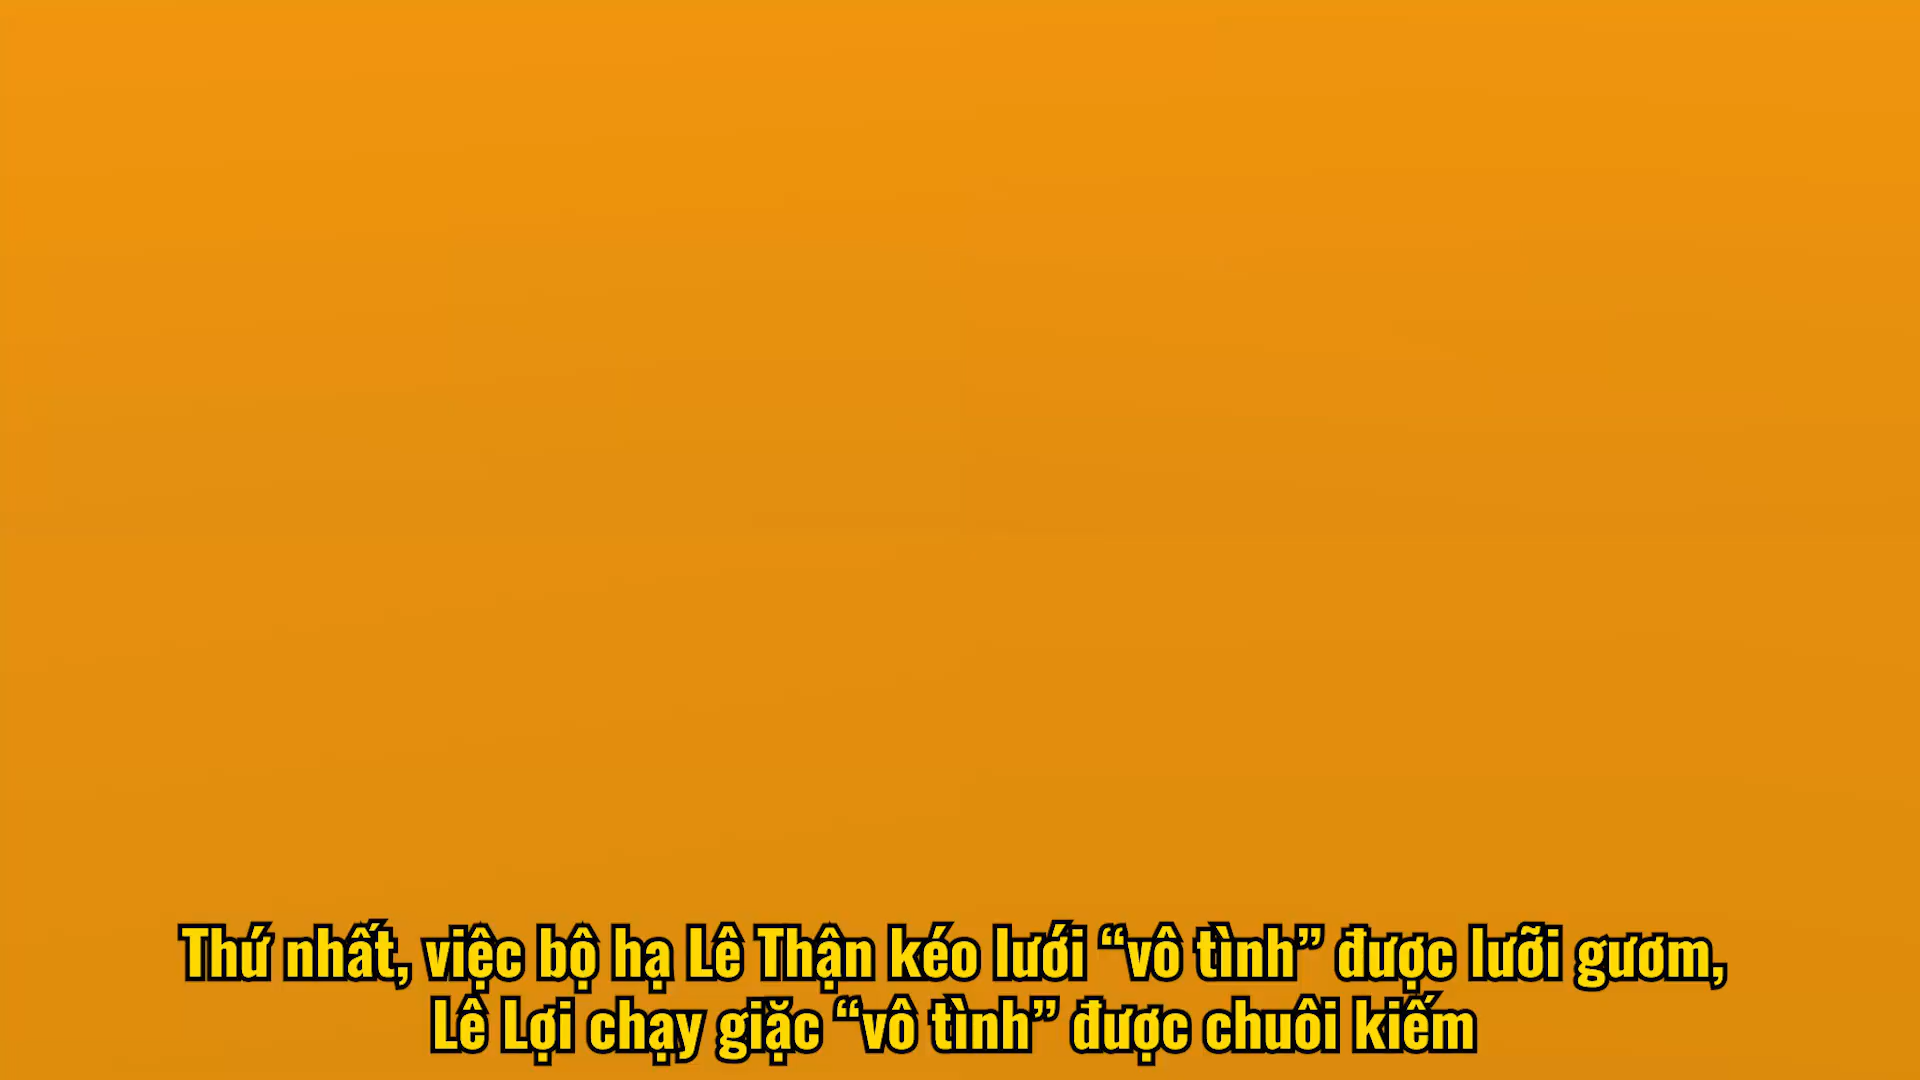 Thứ nhất, việc bộ hạ Lê Thận kéo lưới “vô tình” được lưỡi gươm,
Lê Lợi chạy giặc “vô tình” được chuôi kiếm